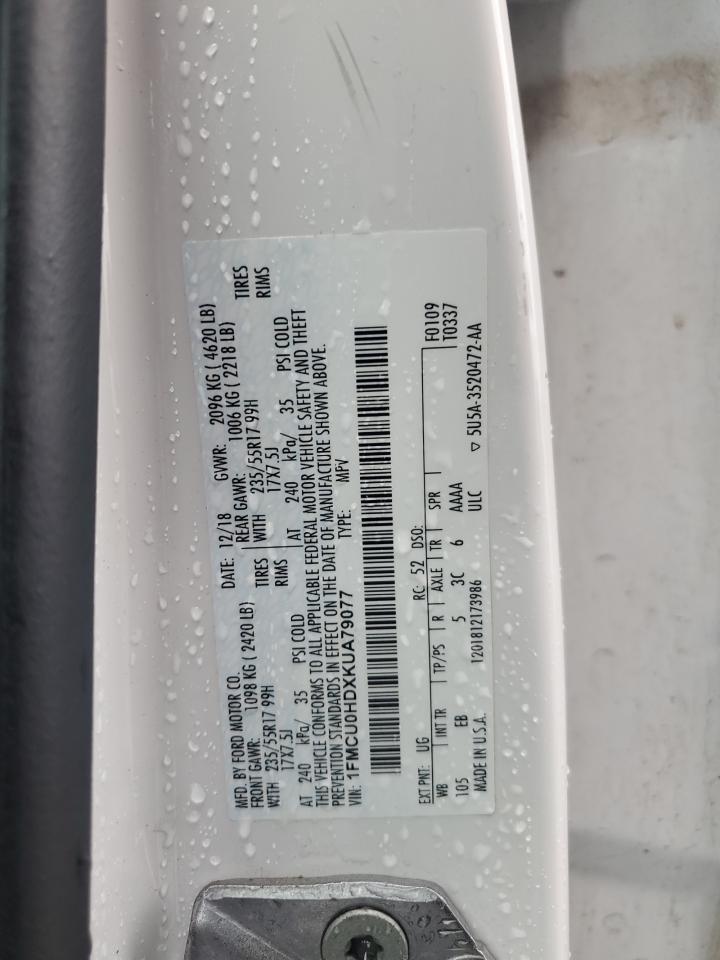 MFD. BY FORD MOTOR CO.
DATE: 12/18 GVWR: 2096 KG ( 4620 LB)
FRONT GAWR: 1098 KG ( 2420 LB) REAR GAWR: 1006 KG ( 2218 LB)
WITH 235/55R17 99H TIRES WITH 235/55R17 99H TIRES
17X7.5J RIMS 17X7.5J RIMS
AT 240 kPa/ 35 PSI COLD AT 240 kPa/ 35 PSI COLD
THIS VEHICLE CONFORMS TO ALL APPLICABLE FEDERAL MOTOR VEHICLE SAFETY AND THEFT
PREVENTION STANDARDS IN EFFECT ON THE DATE OF MANUFACTURE SHOWN ABOVE.
VIN: 1FMCU0HDXKUA79077 TYPE: MPV
EXT PNT: UG RC: 52 DSO: F0109
WB INT TR TP/PS R AXLE TR SPR T0337
105 EB 5 3C 6 AAAA
MADE IN U.S.A. 1201812173986 ULC ▽ 5U5A-3520472-AA